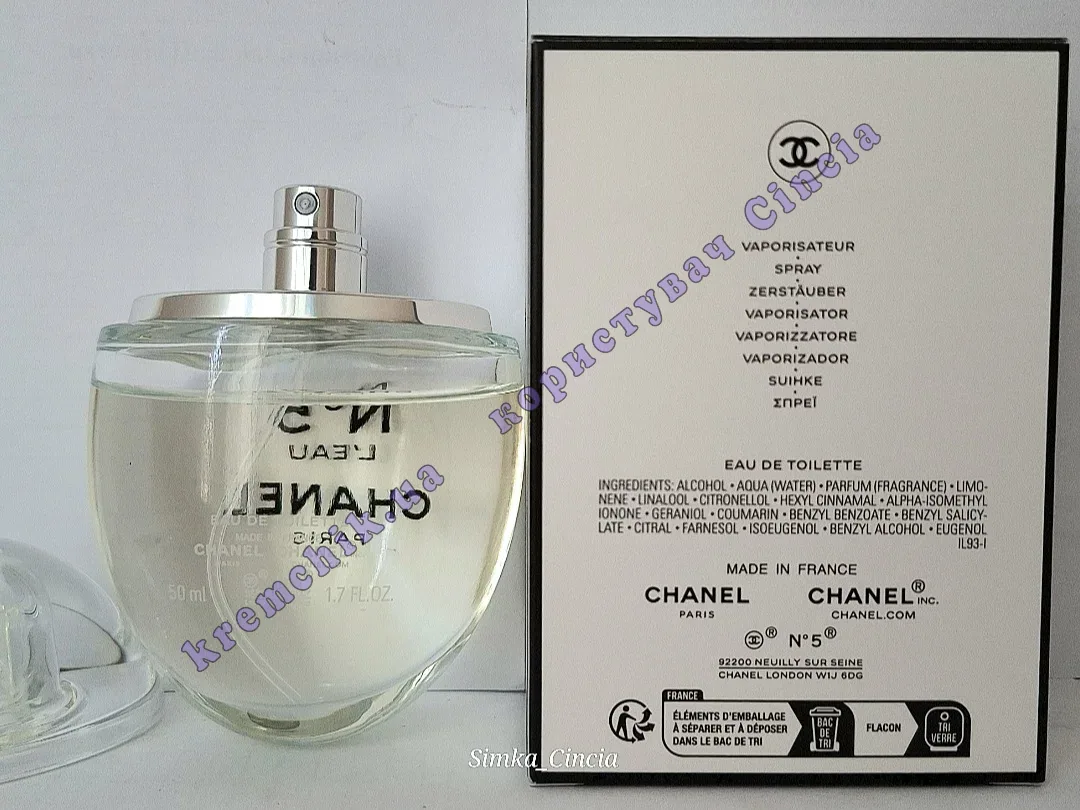 N°5
L'EAU
CHANEL
PARIS
EAU DE TOILETTE
MADE IN
CHANEL
PARIS
50 ml
1.7 FL.OZ.
VAPORISATEUR
SPRAY
ZERSTÄUBER
VAPORISATOR
VAPORIZZATORE
VAPORIZADOR
SUIHKE
ΣΠΡΕΪ
EAU DE TOILETTE
INGREDIENTS: ALCOHOL • AQUA (WATER) • PARFUM (FRAGRANCE) • LIMO-
NENE • LINALOOL • CITRONELLOL • HEXYL CINNAMAL • ALPHA-ISOMETHYL
IONONE • GERANIOL • COUMARIN • BENZYL BENZOATE • BENZYL SALICY-
LATE • CITRAL • FARNESOL • ISOEUGENOL • BENZYL ALCOHOL • EUGENOL
IL93-I
MADE IN FRANCE
CHANEL CHANEL® INC.
PARIS CHANEL.COM
® N°5®
92200 NEUILLY SUR SEINE
CHANEL LONDON W1J 6DG
FRANCE
ÉLÉMENTS D'EMBALLAGE
À SÉPARER ET À DÉPOSER
DANS LE BAC DE TRI
BAC
DE
TRI
FLACON
TRI
VERRE
kremchik.ua
користувач Cincia
Simka_Cincia